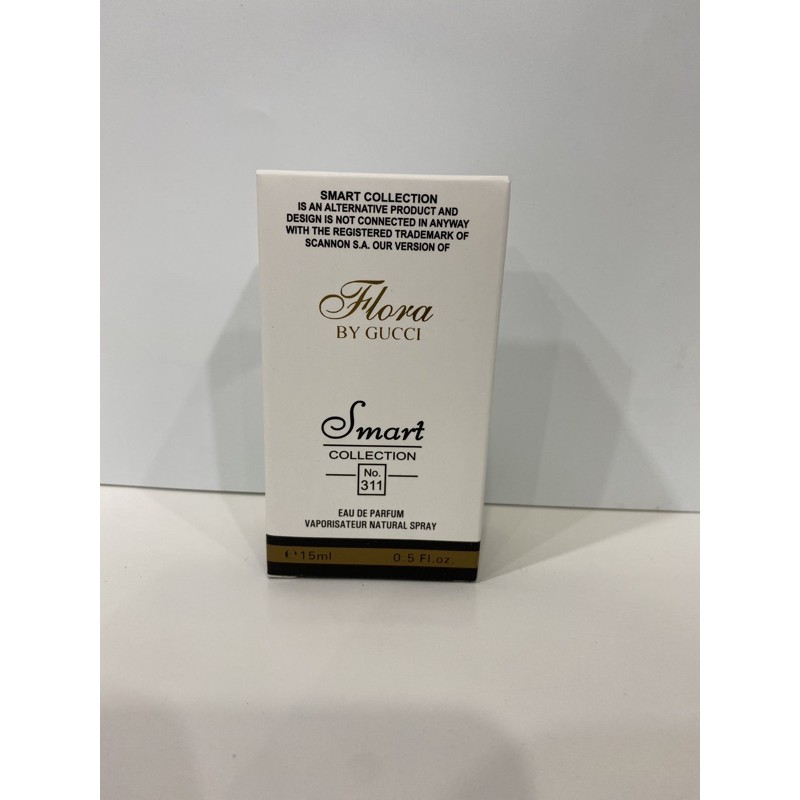 SMART COLLECTION
IS AN ALTERNATIVE PRODUCT AND
DESIGN IS NOT CONNECTED IN ANYWAY
WITH THE REGISTERED TRADEMARK OF
SCANNON S.A. OUR VERSION OF
Flora
BY GUCCI
Smart
COLLECTION
No.
311
EAU DE PARFUM
VAPORISATEUR NATURAL SPRAY
15ml 0.5 Fl.oz.